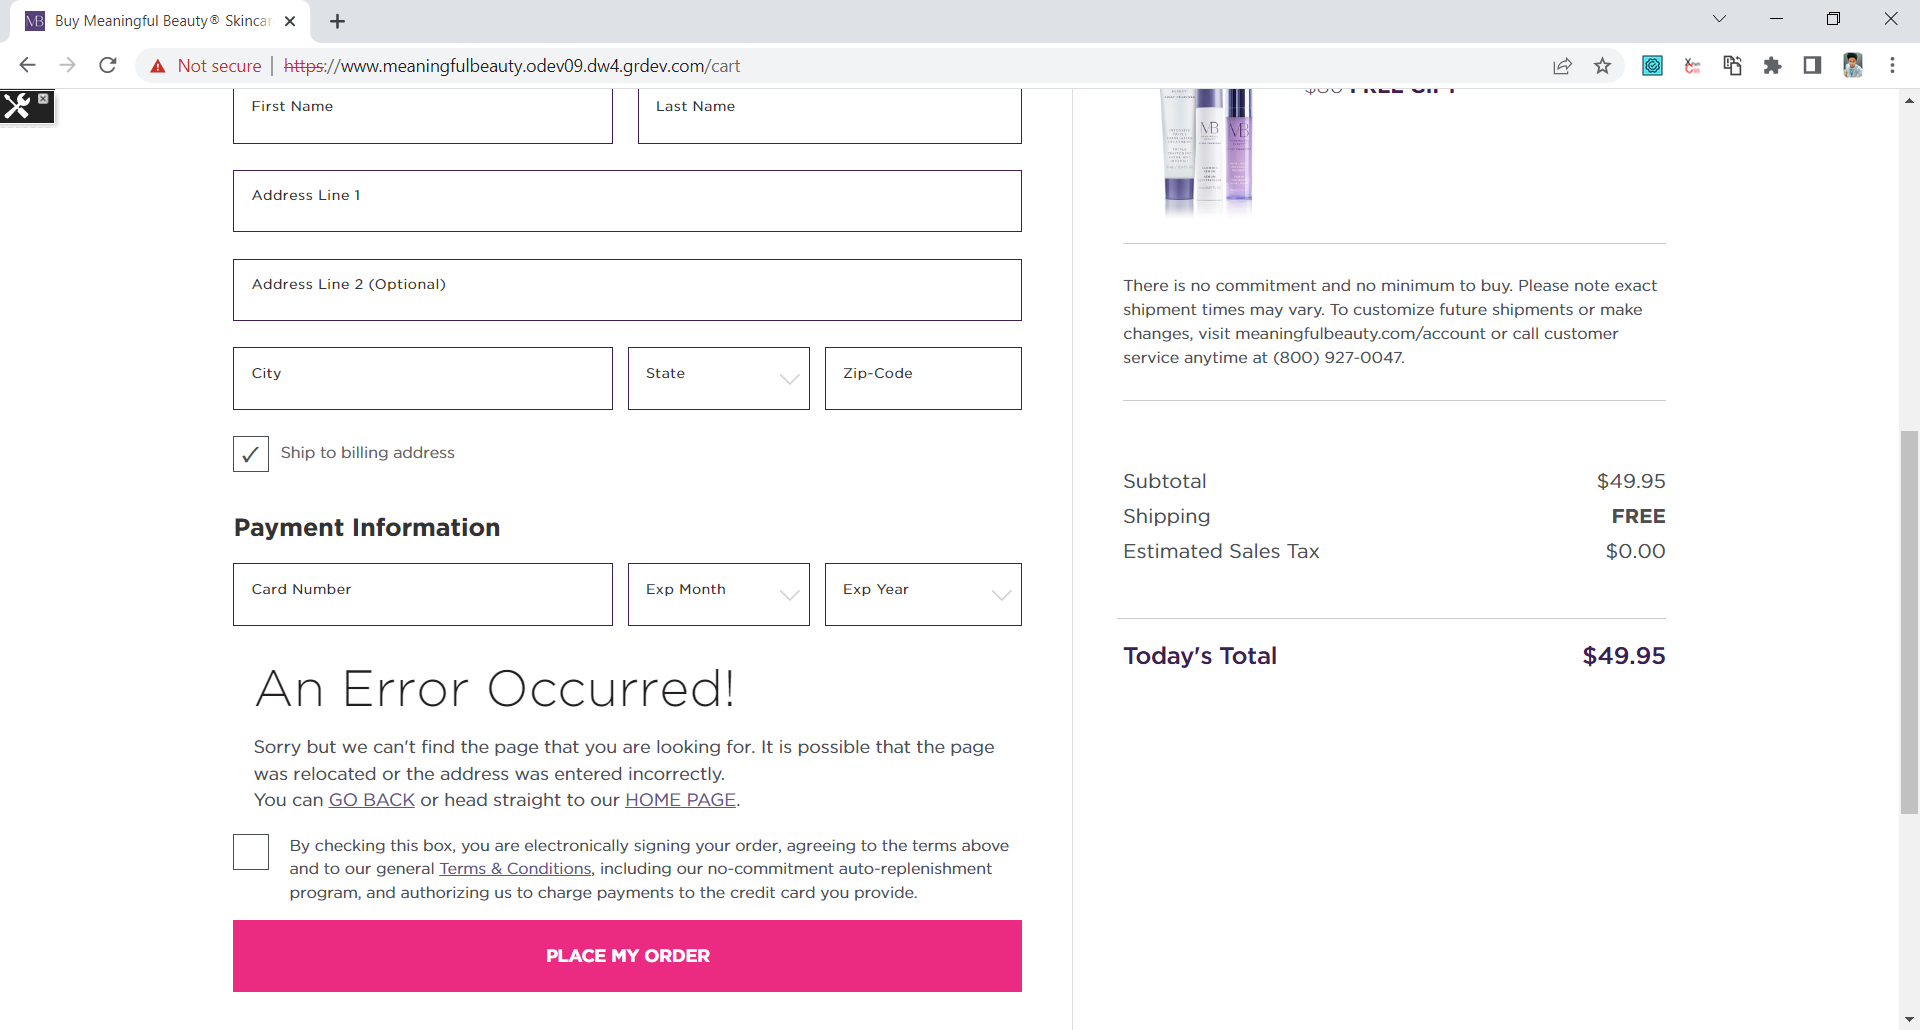 Buy Meaningful Beauty® Skincar
Not secure
https://www.meaningfulbeauty.odev09.dw4.grdev.com/cart
First Name
Last Name
$80 FREE GIFT
MB
MB
Address Line 1
Address Line 2 (Optional)
City
State
Zip-Code
Ship to billing address
Payment Information
Card Number
Exp Month
Exp Year
An Error Occurred!
Sorry but we can't find the page that you are looking for. It is possible that the page
was relocated or the address was entered incorrectly.
You can GO BACK or head straight to our HOME PAGE.
By checking this box, you are electronically signing your order, agreeing to the terms above
and to our general Terms & Conditions, including our no-commitment auto-replenishment
program, and authorizing us to charge payments to the credit card you provide.
PLACE MY ORDER
There is no commitment and no minimum to buy. Please note exact
shipment times may vary. To customize future shipments or make
changes, visit meaningfulbeauty.com/account or call customer
service anytime at (800) 927-0047.
Subtotal $49.95
Shipping FREE
Estimated Sales Tax $0.00
Today's Total $49.95